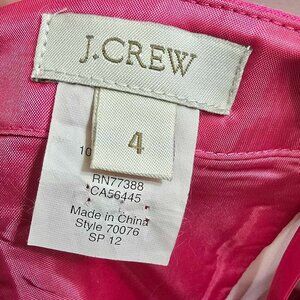 J.CREW
4
10
RN77388
CA56445
Made in China
Style 70076
SP 12